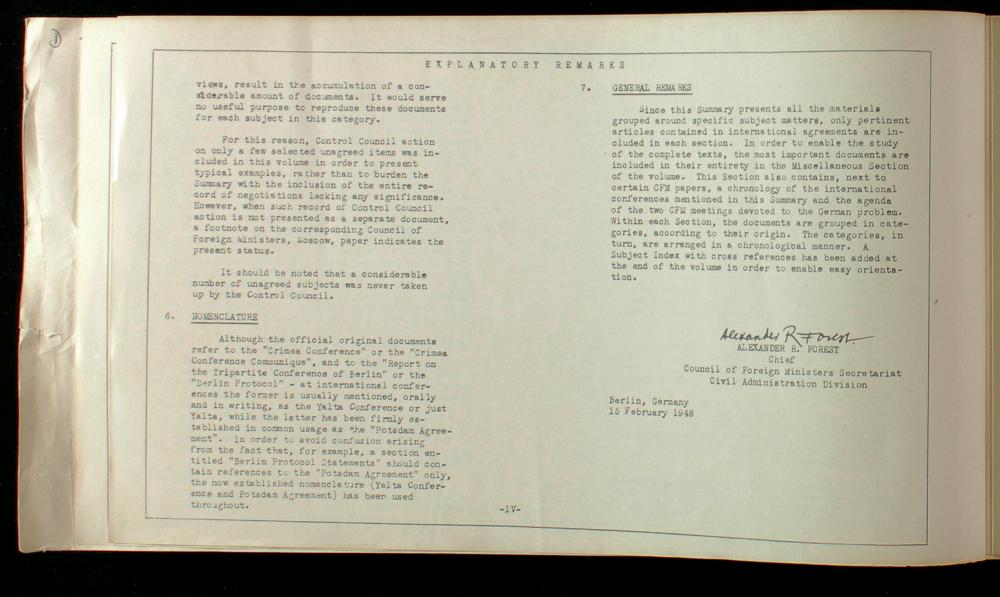 D
EXPLANATORY REMARKS
views, result in the accumulation of a con-
siderable amount of documents. It would serve
no useful purpose to reproduce these documents
for each subject in this category.
For this reason, Control Council action
on only a few selected unagreed items was in-
cluded in this volume in order to present
typical examples, rather than to burden the
Summary with the inclusion of the entire re-
cord of negotiations lacking any significance.
However, when such record of Control Council
action is not presented as a separate document,
a footnote on the corresponding Council of
Foreign Ministers, Moscow, paper indicates the
present status.
It should be noted that a considerable
number of unagreed subjects was never taken
up by the Control Council.
6. NOMENCLATURE
Although the official original documents
refer to the "Crimea Conference" or the "Crimea
Conference Communique", and to the "Report on
the Tripartite Conference of Berlin" or the
"Berlin Protocol" - at international confer-
ences the former is usually mentioned, orally
and in writing, as the Yalta Conference or just
Yalta, while the latter has been firmly es-
tablished in common usage as the "Potsdam Agree-
ment". In order to avoid confusion arising
from the fact that, for example, a section en-
titled "Berlin Protocol Statements" should con-
tain references to the "Potsdam Agreement" only,
the now established nomenclature (Yalta Confer-
ence and Potsdam Agreement) has been used
throughout.
7. GENERAL REMARKS
Since this Summary presents all the materials
grouped around specific subject matters, only pertinent
articles contained in international agreements are in-
cluded in each section. In order to enable the study
of the complete texts, the most important documents are
included in their entirety in the Miscellaneous Section
of the volume. This Section also contains, next to
certain CFM papers, a chronology of the international
conferences mentioned in this Summary and the agenda
of the two CFM meetings devoted to the German problem.
Within each Section, the documents are grouped in cate-
gories, according to their origin. The categories, in
turn, are arranged in a chronological manner. A
Subject Index with cross references has been added at
the end of the volume in order to enable easy orienta-
tion.
Alexander R. Forest
ALEXANDER R. FOREST
Chief
Council of Foreign Ministers Secretariat
Civil Administration Division
Berlin, Germany
15 February 1948
-IV-